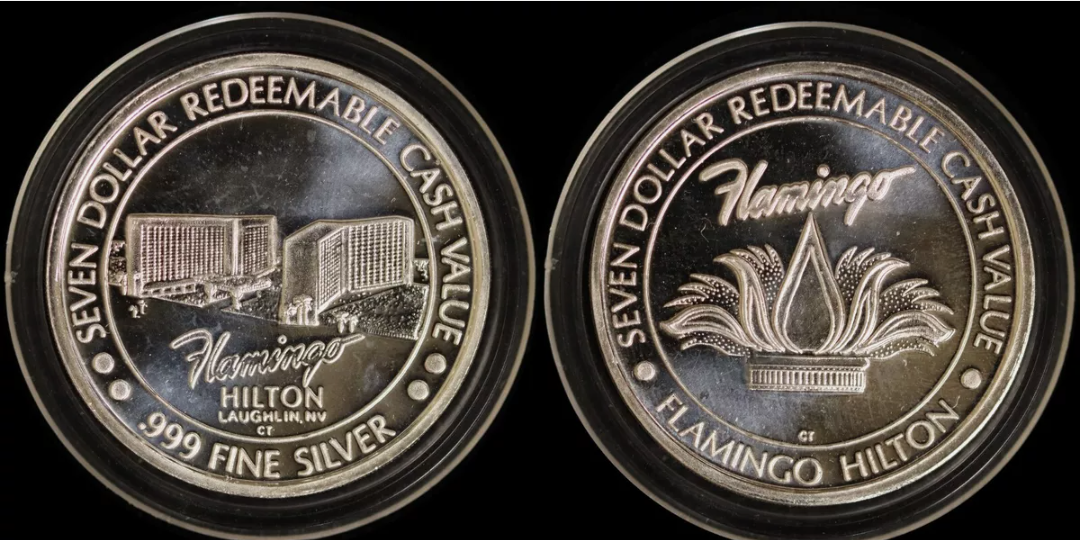 SEVEN DOLLAR REDEEMABLE CASH VALUE
Flamingo
HILTON
LAUGHLIN, NV
CT
.999 FINE SILVER
SEVEN DOLLAR REDEEMABLE CASH VALUE
Flamingo
CT
FLAMINGO HILTON